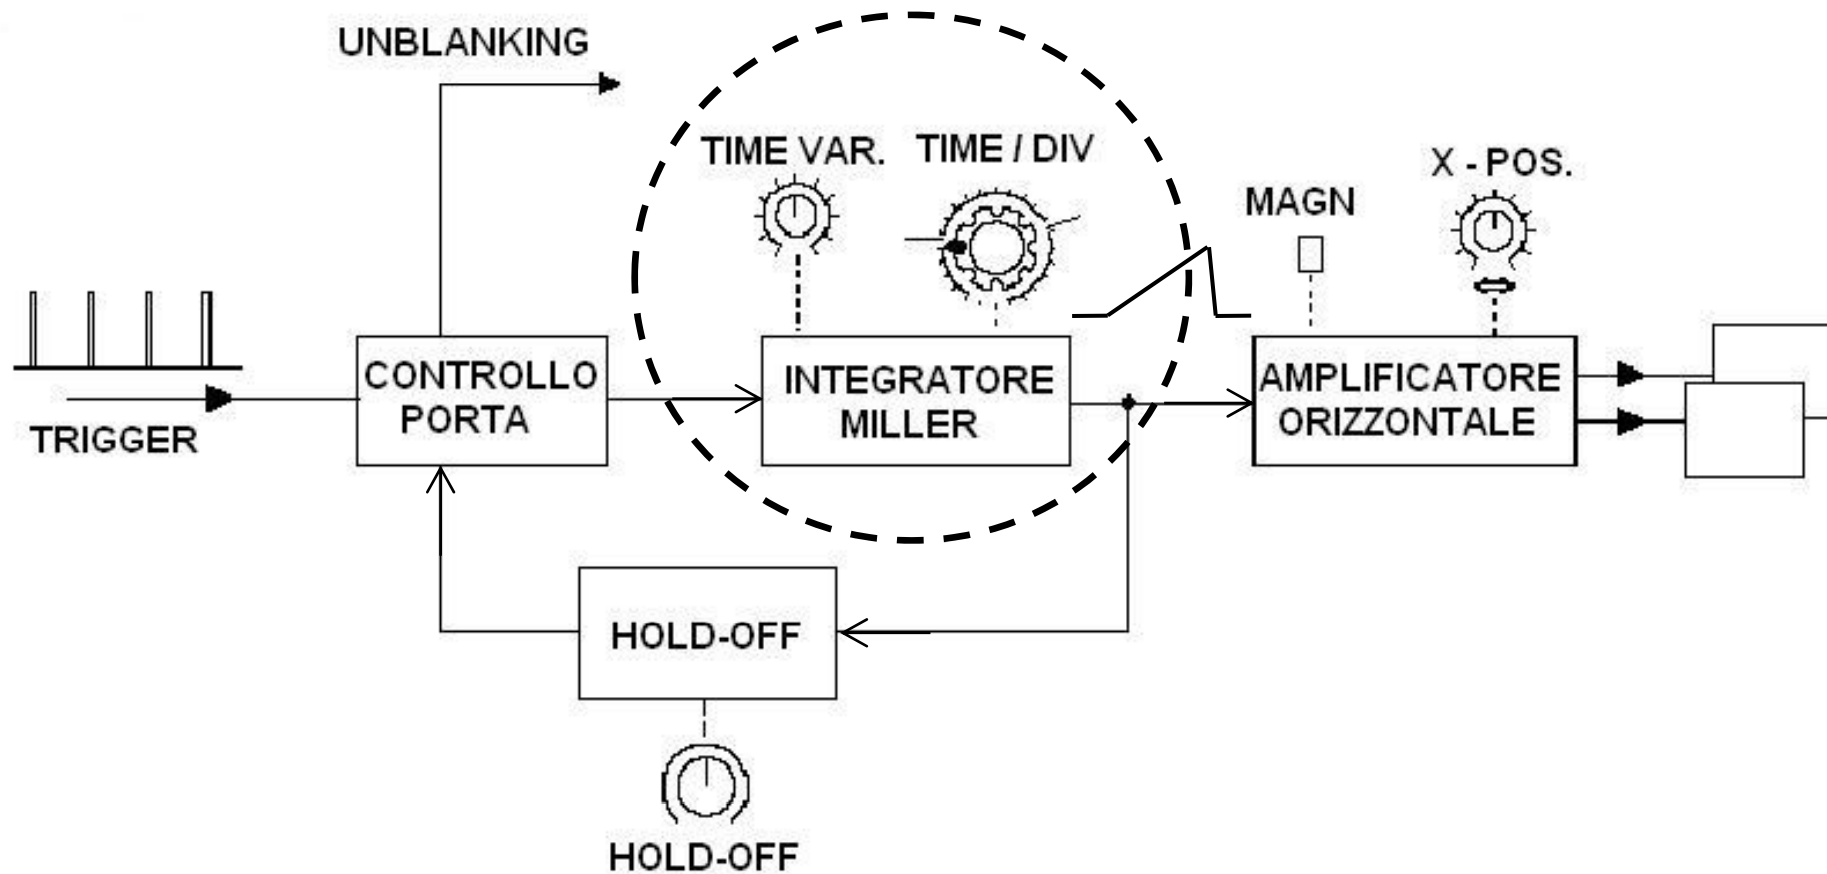 UNBLANKING
TIME VAR.
TIME / DIV
X - POS.
MAGN
TRIGGER
CONTROLLO
PORTA
INTEGRATORE
MILLER
AMPLIFICATORE
ORIZZONTALE
HOLD-OFF
HOLD-OFF